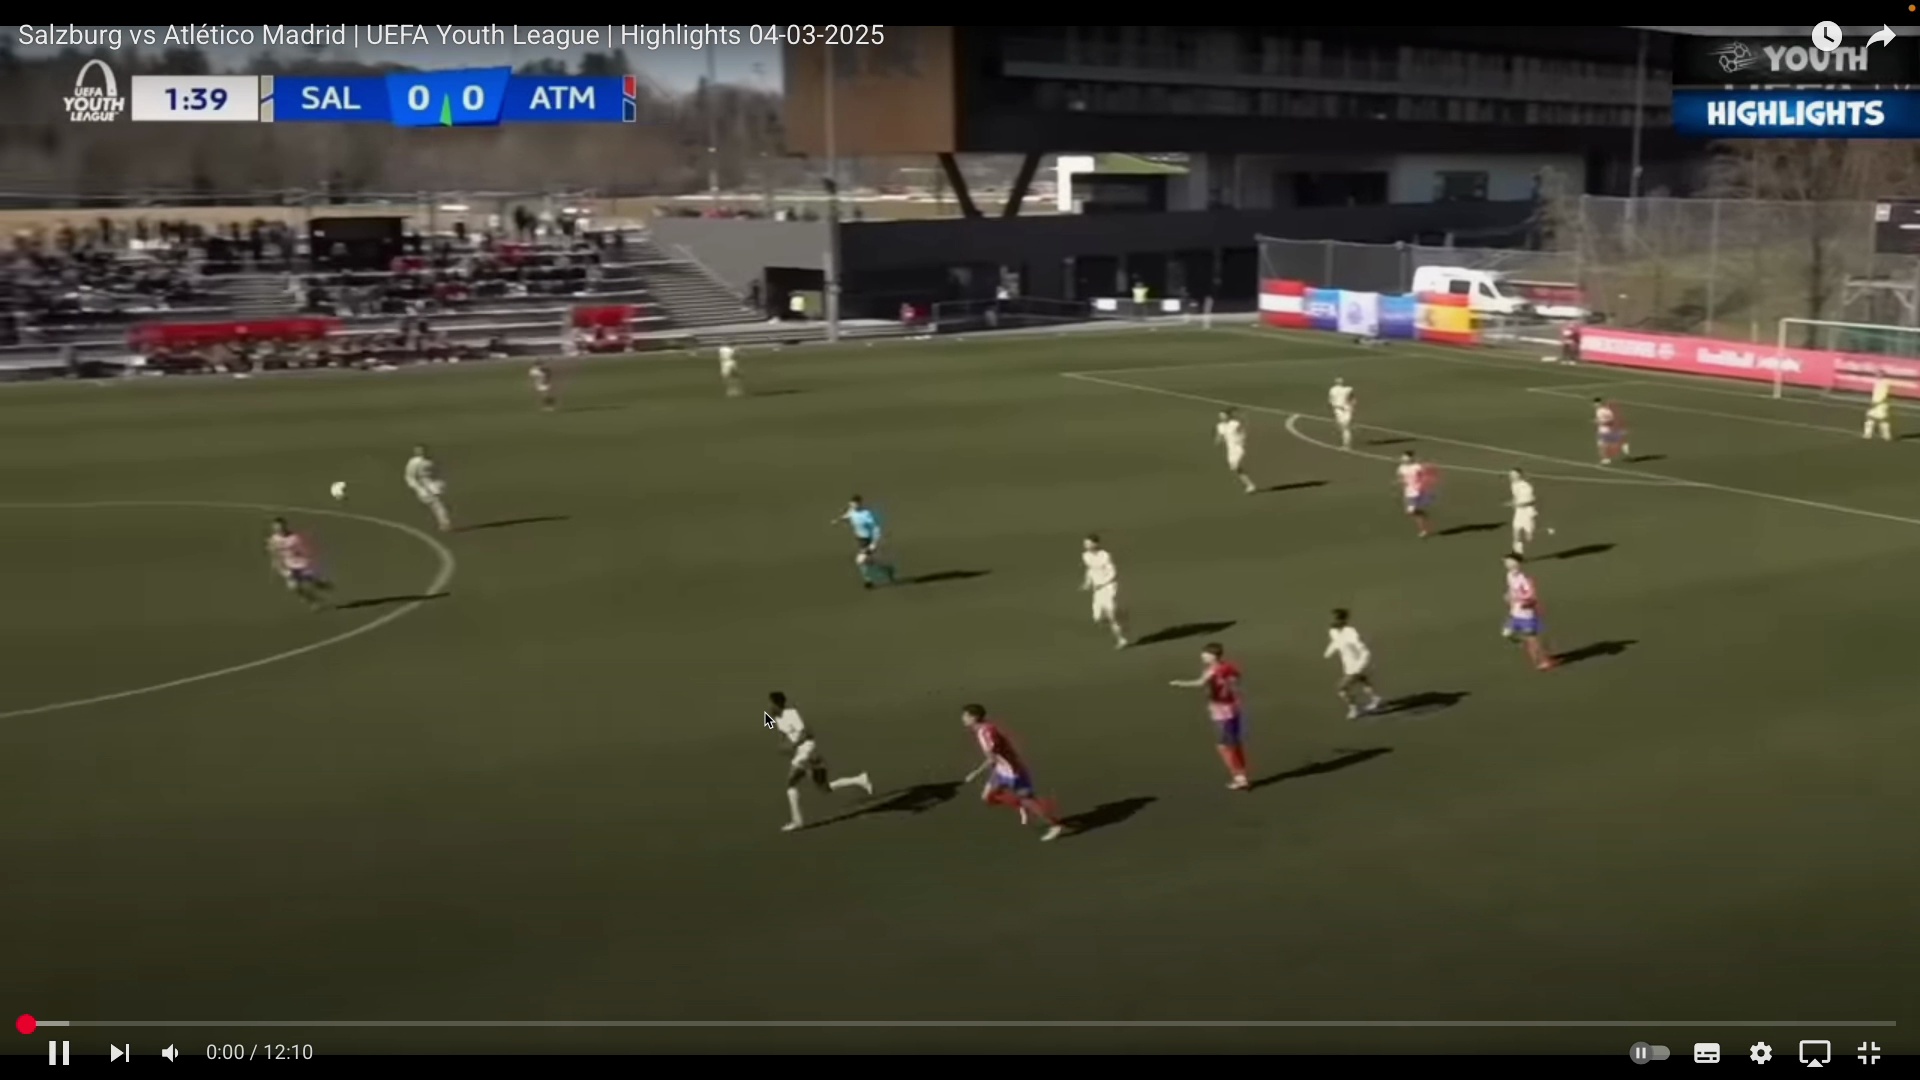 Salzburg vs Atlético Madrid | UEFA Youth League | Highlights 04-03-2025
UEFA
YOUTH
LEAGUE
1:39
SAL
0 0
ATM
YOUTH
HIGHLIGHTS
UEFA
0:00 / 12:10